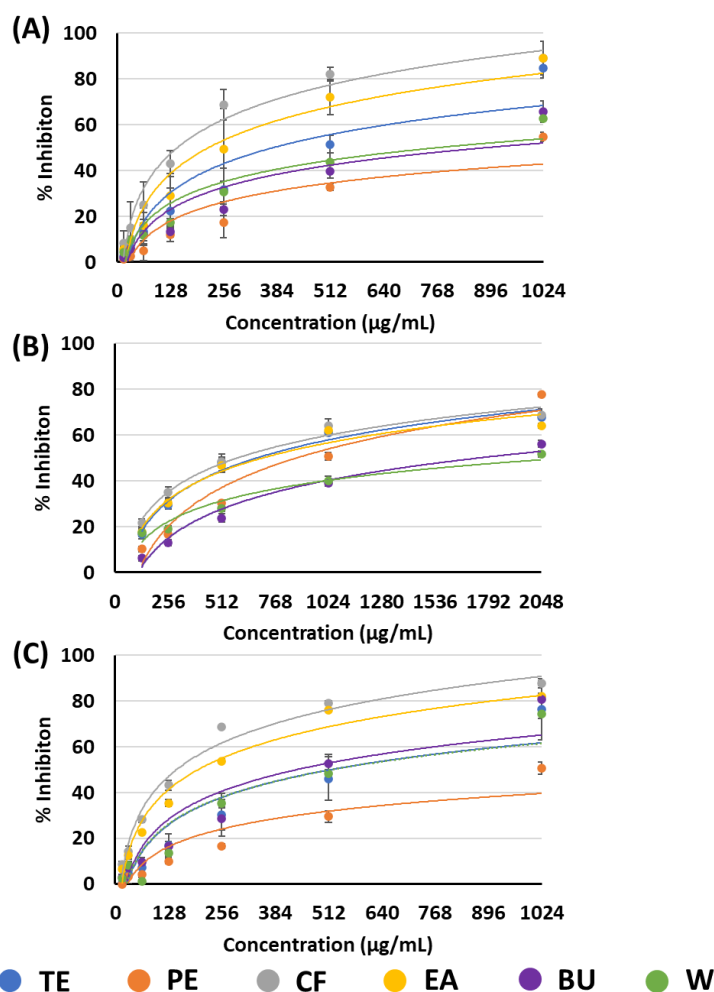 (A)
% Inhibiton
100
80
60
40
20
0
0 128 256 384 512 640 768 896 1024
Concentration (µg/mL)
(B)
% Inhibiton
100
80
60
40
20
0
0 256 512 768 1024 1280 1536 1792 2048
Concentration (µg/mL)
(C)
% Inhibiton
100
80
60
40
20
0
0 128 256 384 512 640 768 896 1024
Concentration (µg/mL)
TE PE CF EA BU W